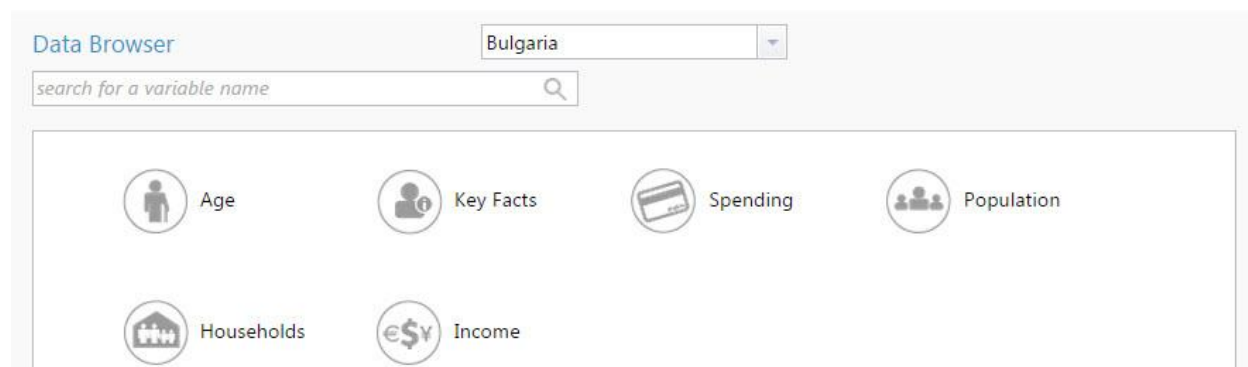 Data Browser
Bulgaria
search for a variable name
Age
Key Facts
Spending
Population
Households
€$¥ Income